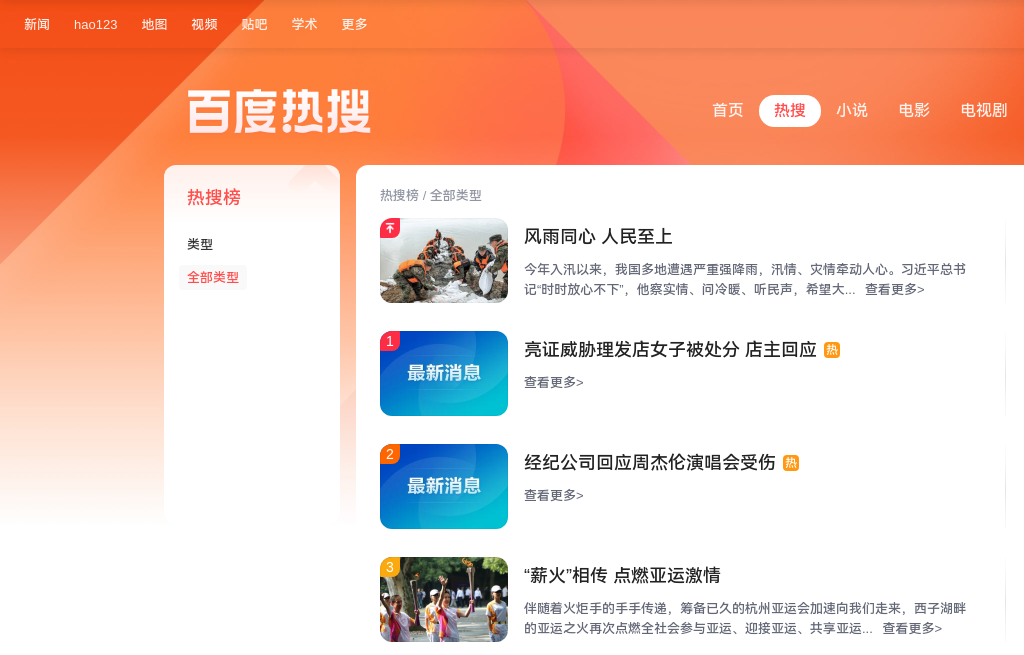 新闻 hao123 地图 视频 贴吧 学术 更多
百度热搜
首页 热搜 小说 电影 电视剧
热搜榜
类型
全部类型
热搜榜 / 全部类型
风雨同心 人民至上
今年入汛以来，我国多地遭遇严重强降雨，汛情、灾情牵动人心。习近平总书
记“时时放心不下”，他察实情、问冷暖、听民声，希望大... 查看更多>
1
最新消息
亮证威胁理发店女子被处分 店主回应 热
查看更多>
2
最新消息
经纪公司回应周杰伦演唱会受伤 热
查看更多>
3
“薪火”相传 点燃亚运激情
伴随着火炬手的手手传递，筹备已久的杭州亚运会加速向我们走来，西子湖畔
的亚运之火再次点燃全社会参与亚运、迎接亚运、共享亚运... 查看更多>